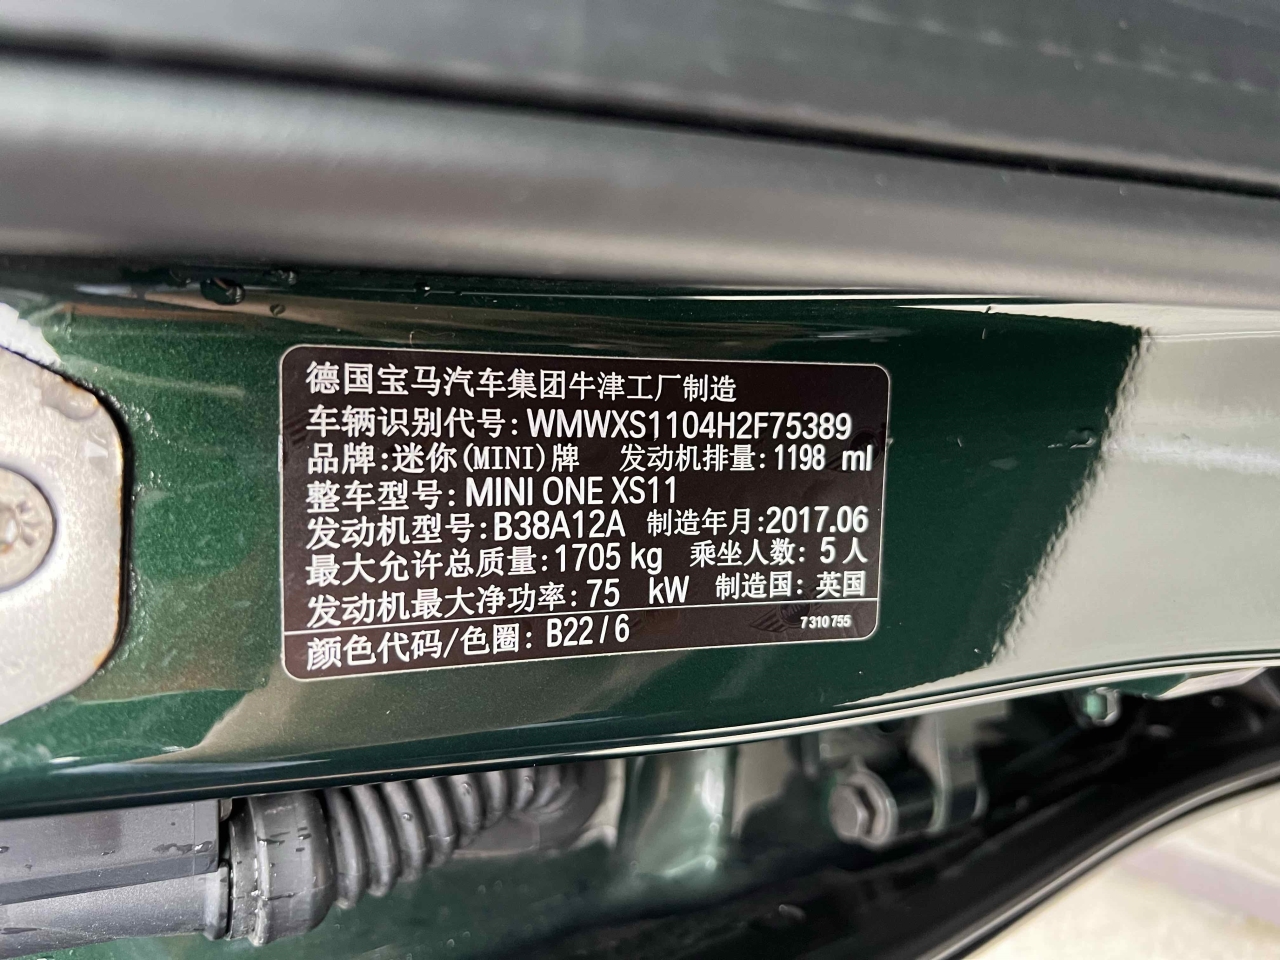 德国宝马汽车集团牛津工厂制造
车辆识别代号: WMWXS1104H2F75389
品牌:迷你(MINI)牌 发动机排量: 1198 ml
整车型号: MINI ONE XS11
发动机型号: B38A12A 制造年月:2017.06
最大允许总质量: 1705 kg 乘坐人数: 5 人
发动机最大净功率: 75 kW 制造国: 英国
颜色代码/色圈: B22/6 7 310 755